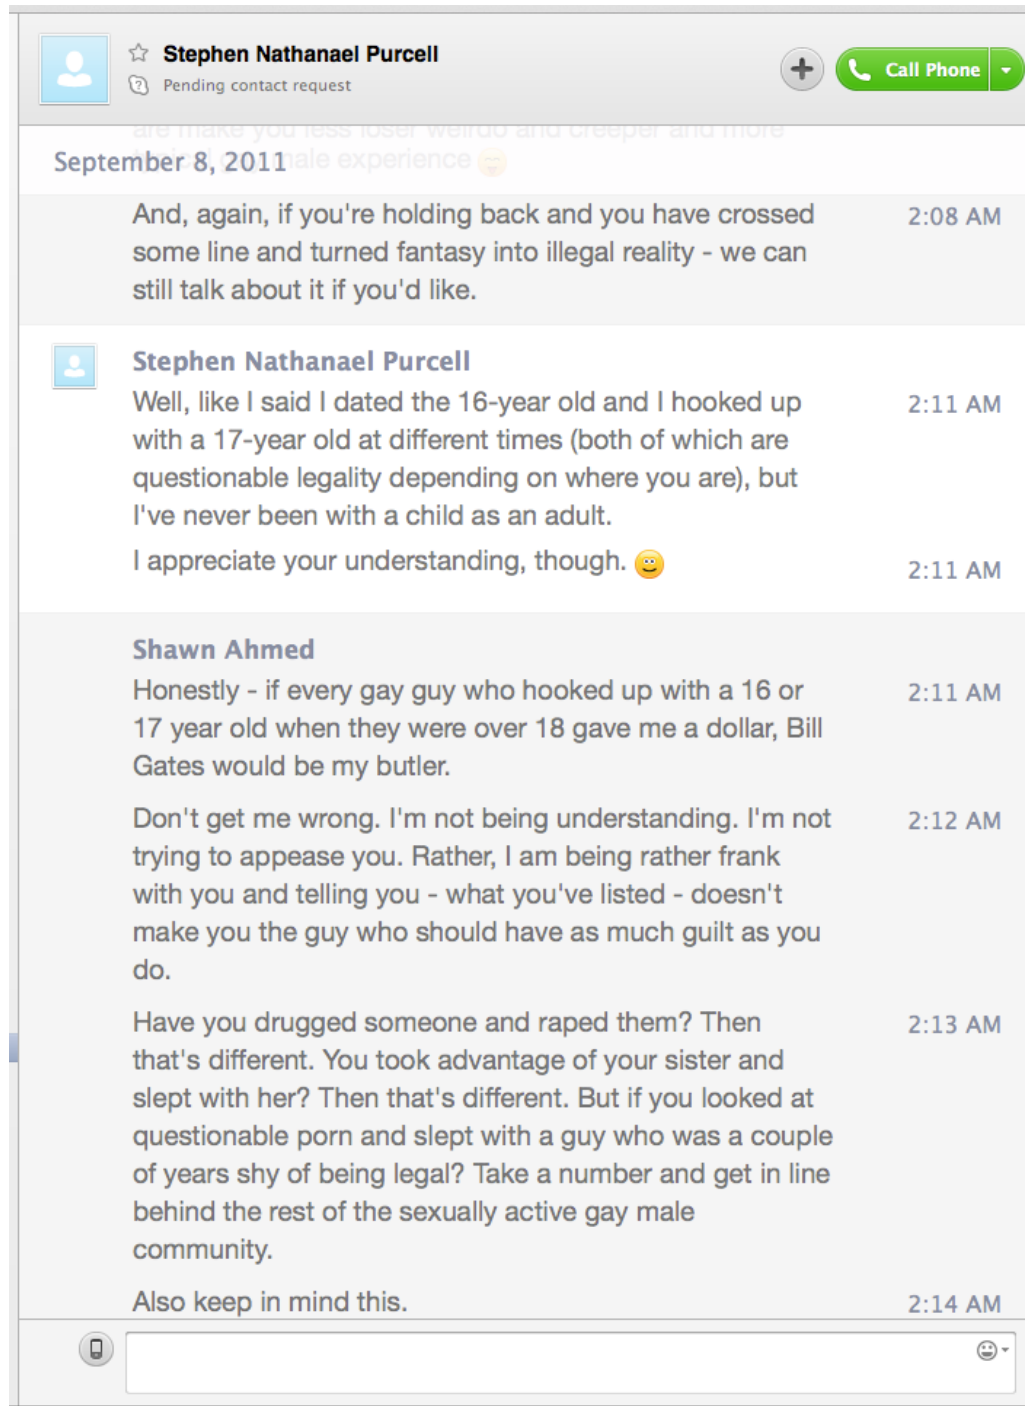 Stephen Nathanael Purcell
Pending contact request
Call Phone
are make you less loser weirdo and creeper and more
September 8, 2011
male experience
And, again, if you're holding back and you have crossed
2:08 AM
some line and turned fantasy into illegal reality - we can
still talk about it if you'd like.
Stephen Nathanael Purcell
Well, like I said I dated the 16-year old and I hooked up
2:11 AM
with a 17-year old at different times (both of which are
questionable legality depending on where you are), but
I've never been with a child as an adult.
I appreciate your understanding, though.
2:11 AM
Shawn Ahmed
Honestly - if every gay guy who hooked up with a 16 or
2:11 AM
17 year old when they were over 18 gave me a dollar, Bill
Gates would be my butler.
Don't get me wrong. I'm not being understanding. I'm not
2:12 AM
trying to appease you. Rather, I am being rather frank
with you and telling you - what you've listed - doesn't
make you the guy who should have as much guilt as you
do.
Have you drugged someone and raped them? Then
2:13 AM
that's different. You took advantage of your sister and
slept with her? Then that's different. But if you looked at
questionable porn and slept with a guy who was a couple
of years shy of being legal? Take a number and get in line
behind the rest of the sexually active gay male
community.
Also keep in mind this.
2:14 AM